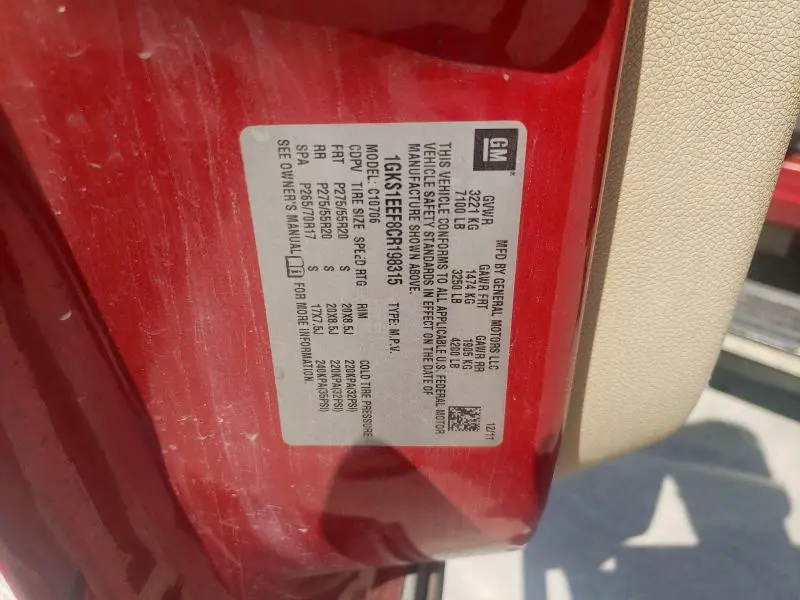 GM
MFD BY GENERAL MOTORS LLC 12/11
GVWR GAWR FRT GAWR RR
3221 KG 1474 KG 1905 KG
7100 LB 3250 LB 4200 LB
THIS VEHICLE CONFORMS TO ALL APPLICABLE U.S. FEDERAL MOTOR
VEHICLE SAFETY STANDARDS IN EFFECT ON THE DATE OF
MANUFACTURE SHOWN ABOVE.
1GKS1EEF8CR198315 TYPE: M.P.V.
MODEL: C10706
CDPV TIRE SIZE SPEED RTG RIM COLD TIRE PRESSURE
FRT P275/55R20 S 20X8.5J 220KPA(32PSI)
RR P275/55R20 S 20X8.5J 220KPA(32PSI)
SPA P265/70R17 S 17X7.5J 240KPA(35PSI)
SEE OWNER'S MANUAL FOR MORE INFORMATION.